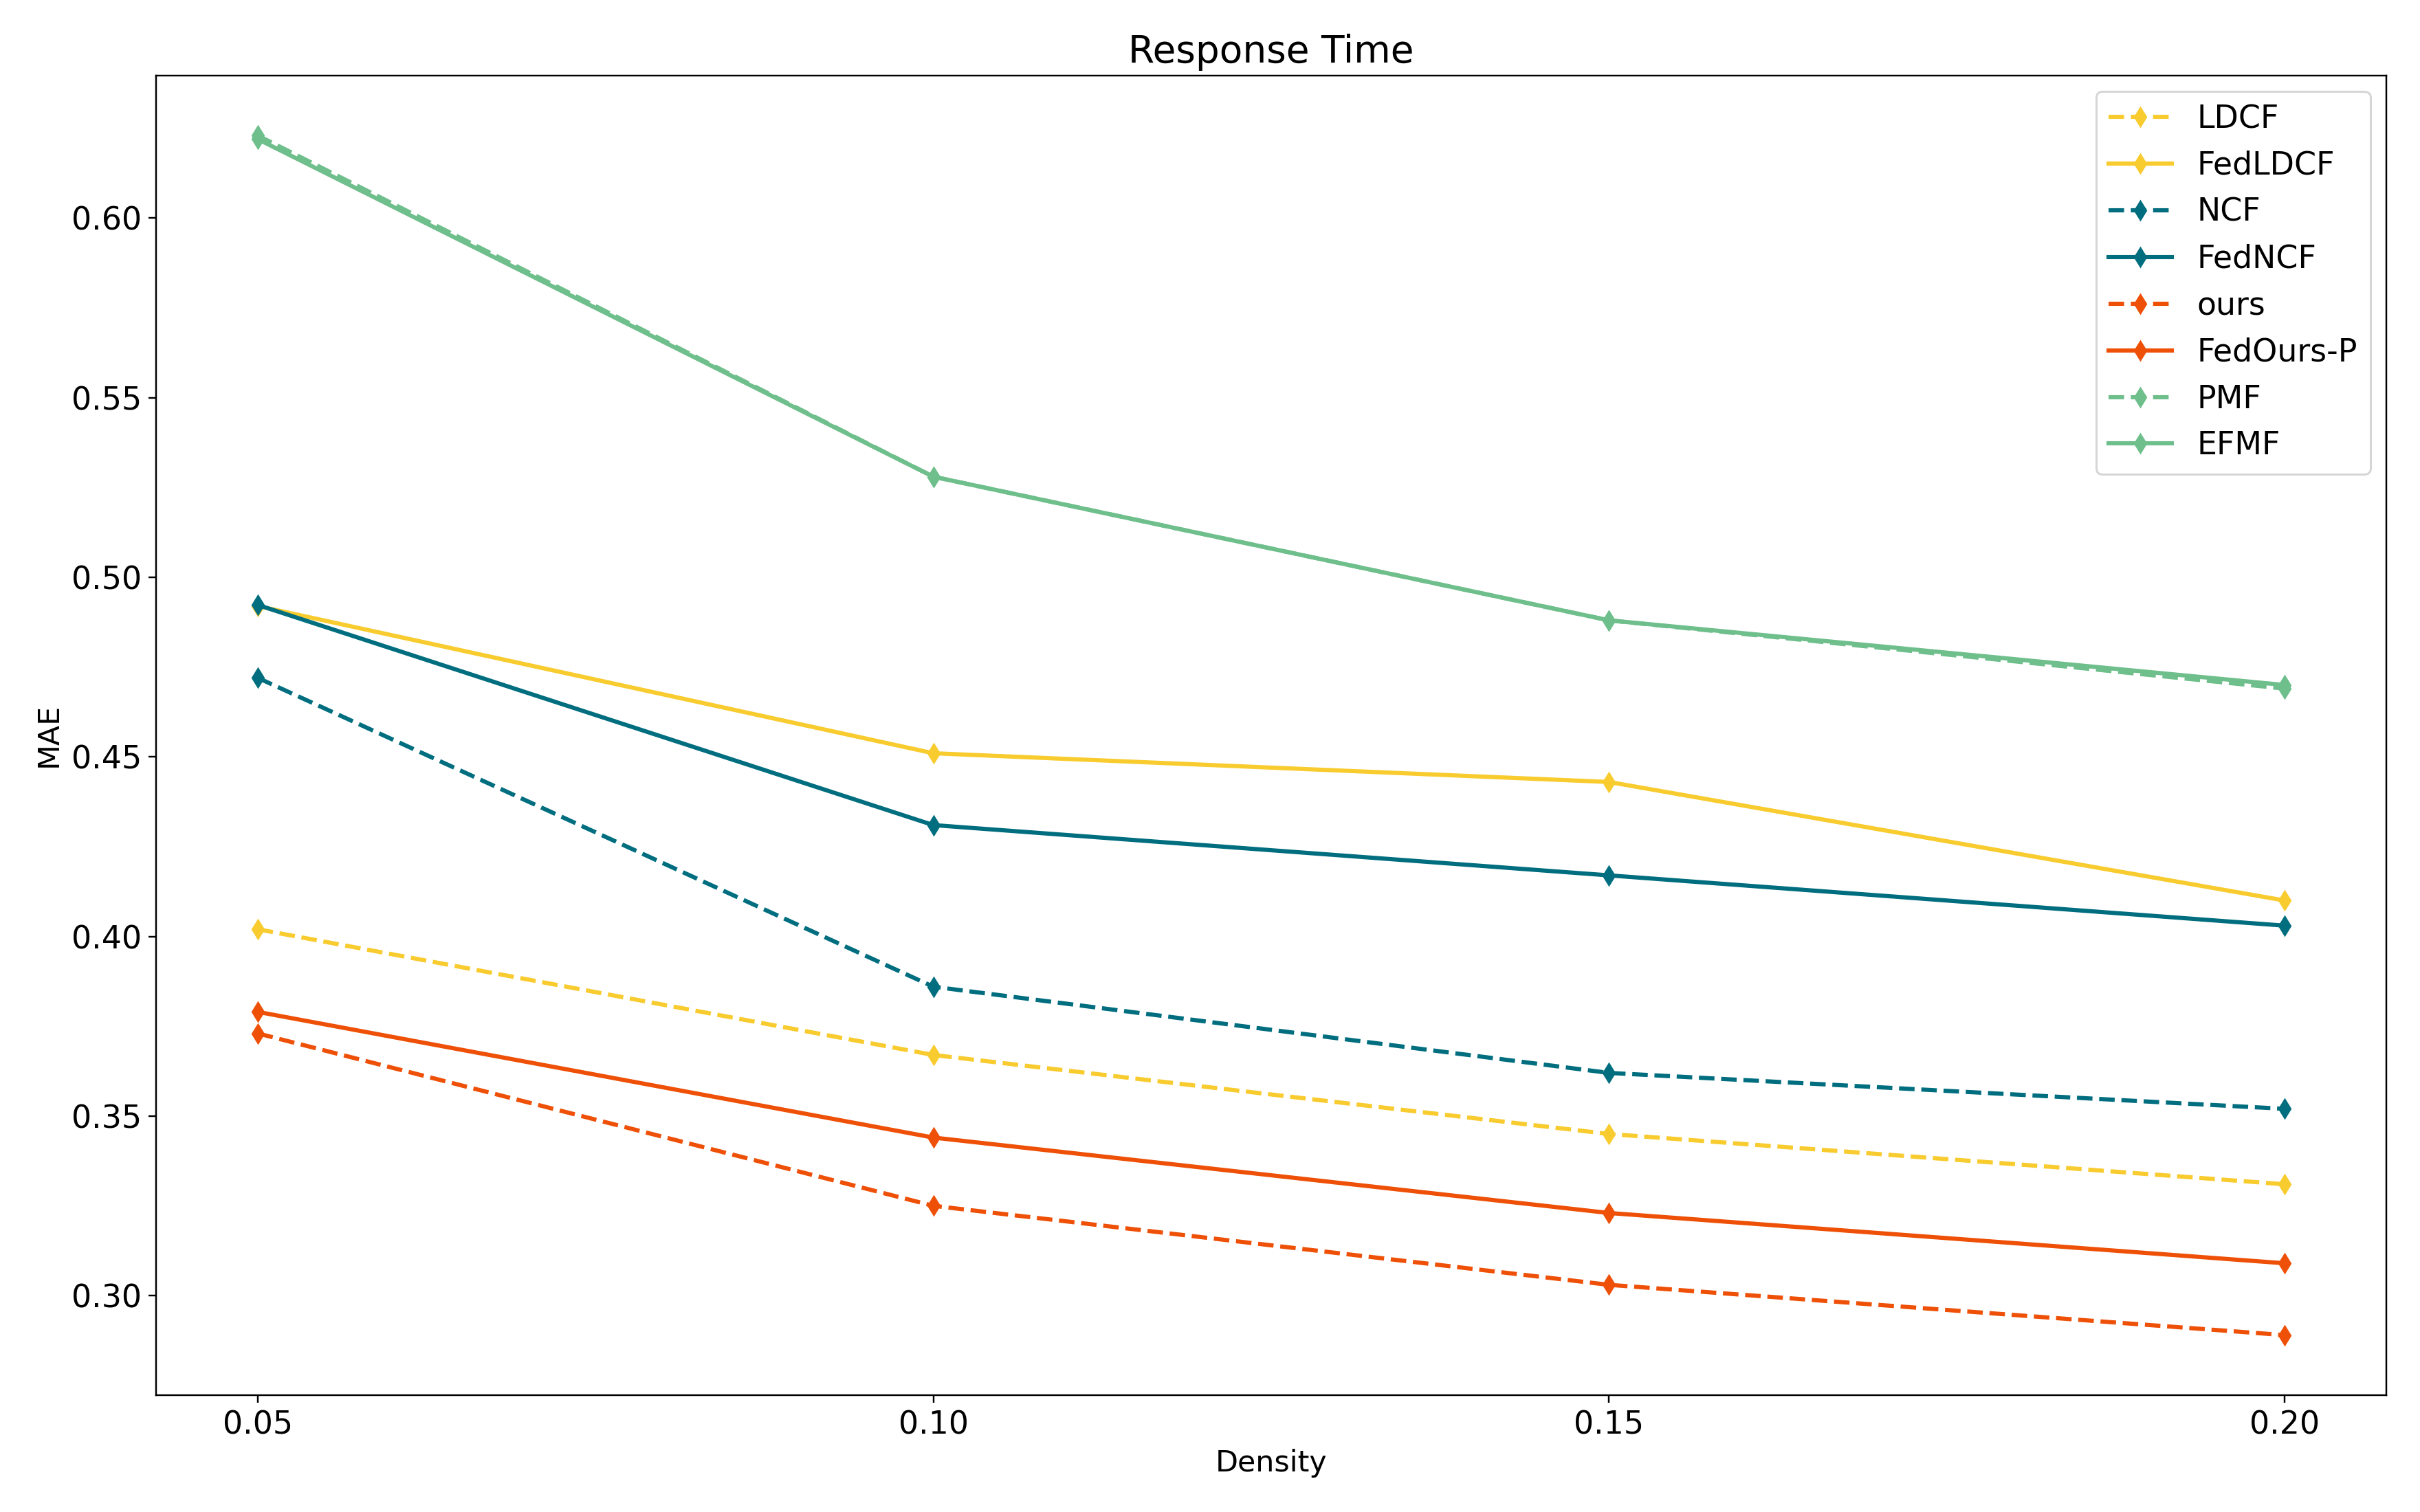 Response Time
MAE
0.60
0.55
0.50
0.45
0.40
0.35
0.30
LDCF
FedLDCF
NCF
FedNCF
ours
FedOurs-P
PMF
EFMF
0.05 0.10 0.15 0.20
Density